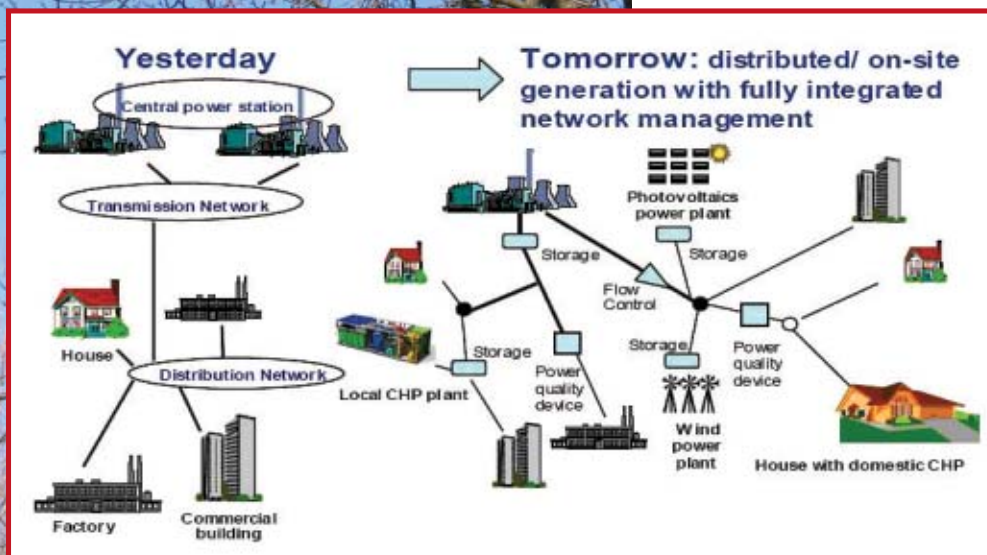 Yesterday
Central power station
Transmission Network
House
Distribution Network
Factory
Commercial
building
Tomorrow: distributed/ on-site
generation with fully integrated
network management
Photovoltaics
power plant
Storage
Storage
Flow
Control
Local CHP plant
Storage
Power
quality
device
Storage
Power
quality
device
Wind
power
plant
House with domestic CHP